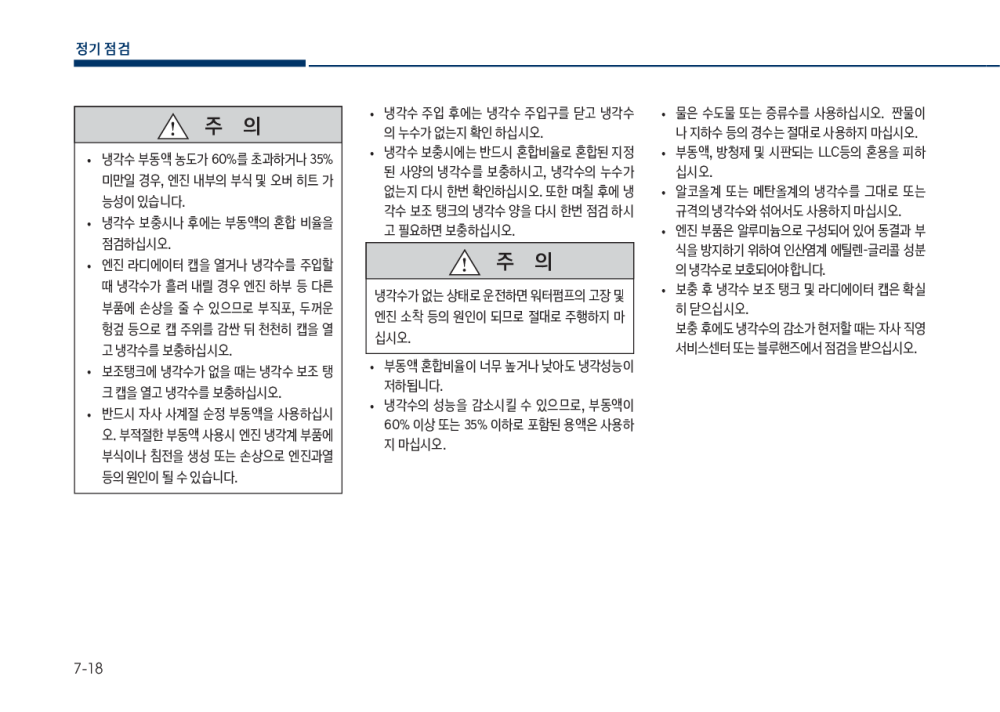 정기 점검
주 의
• 냉각수 부동액 농도가 60%를 초과하거나 35%
미만일 경우, 엔진 내부의 부식 및 오버 히트 가
능성이 있습니다.
• 냉각수 보충시나 후에는 부동액의 혼합 비율을
점검하십시오.
• 엔진 라디에이터 캡을 열거나 냉각수를 주입할
때 냉각수가 흘러 내릴 경우 엔진 하부 등 다른
부품에 손상을 줄 수 있으므로 부직포, 두꺼운
헝겊 등으로 캡 주위를 감싼 뒤 천천히 캡을 열
고 냉각수를 보충하십시오.
• 보조탱크에 냉각수가 없을 때는 냉각수 보조 탱
크 캡을 열고 냉각수를 보충하십시오.
• 반드시 자사 사계절 순정 부동액을 사용하십시
오. 부적절한 부동액 사용시 엔진 냉각계 부품에
부식이나 침전을 생성 또는 손상으로 엔진과열
등의 원인이 될 수 있습니다.
• 냉각수 주입 후에는 냉각수 주입구를 닫고 냉각수
의 누수가 없는지 확인 하십시오.
• 냉각수 보충시에는 반드시 혼합비율로 혼합된 지정
된 사양의 냉각수를 보충하시고, 냉각수의 누수가
없는지 다시 한번 확인하십시오. 또한 며칠 후에 냉
각수 보조 탱크의 냉각수 양을 다시 한번 점검 하시
고 필요하면 보충하십시오.
주 의
냉각수가 없는 상태로 운전하면 워터펌프의 고장 및
엔진 소착 등의 원인이 되므로 절대로 주행하지 마
십시오.
• 부동액 혼합비율이 너무 높거나 낮아도 냉각성능이
저하됩니다.
• 냉각수의 성능을 감소시킬 수 있으므로, 부동액이
60% 이상 또는 35% 이하로 포함된 용액은 사용하
지 마십시오.
• 물은 수도물 또는 증류수를 사용하십시오. 짠물이
나 지하수 등의 경수는 절대로 사용하지 마십시오.
• 부동액, 방청제 및 시판되는 LLC등의 혼용을 피하
십시오.
• 알코올계 또는 메탄올계의 냉각수를 그대로 또는
규격의 냉각수와 섞어서도 사용하지 마십시오.
• 엔진 부품은 알루미늄으로 구성되어 있어 동결과 부
식을 방지하기 위하여 인산염계 에틸렌-글리콜 성분
의 냉각수로 보호되어야 합니다.
• 보충 후 냉각수 보조 탱크 및 라디에이터 캡은 확실
히 닫으십시오.
보충 후에도 냉각수의 감소가 현저할 때는 자사 직영
서비스센터 또는 블루핸즈에서 점검을 받으십시오.
7-18